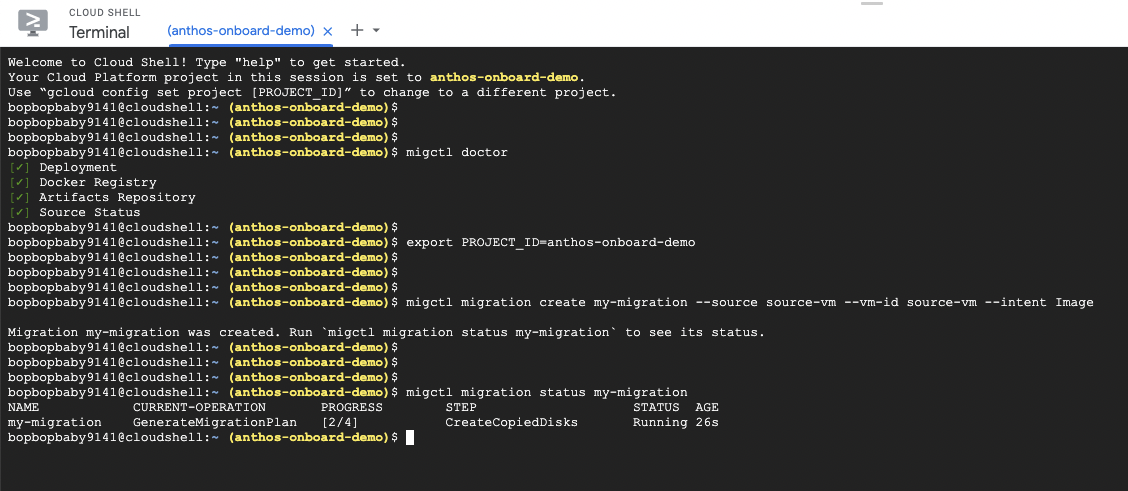 CLOUD SHELL
Terminal
(anthos-onboard-demo) × + ▾
Welcome to Cloud Shell! Type "help" to get started.
Your Cloud Platform project in this session is set to anthos-onboard-demo.
Use “gcloud config set project [PROJECT_ID]” to change to a different project.
bopbopbaby9141@cloudshell:~ (anthos-onboard-demo)$
bopbopbaby9141@cloudshell:~ (anthos-onboard-demo)$
bopbopbaby9141@cloudshell:~ (anthos-onboard-demo)$
bopbopbaby9141@cloudshell:~ (anthos-onboard-demo)$ migctl doctor
[✓] Deployment
[✓] Docker Registry
[✓] Artifacts Repository
[✓] Source Status
bopbopbaby9141@cloudshell:~ (anthos-onboard-demo)$
bopbopbaby9141@cloudshell:~ (anthos-onboard-demo)$ export PROJECT_ID=anthos-onboard-demo
bopbopbaby9141@cloudshell:~ (anthos-onboard-demo)$
bopbopbaby9141@cloudshell:~ (anthos-onboard-demo)$
bopbopbaby9141@cloudshell:~ (anthos-onboard-demo)$
bopbopbaby9141@cloudshell:~ (anthos-onboard-demo)$ migctl migration create my-migration --source source-vm --vm-id source-vm --intent Image
Migration my-migration was created. Run `migctl migration status my-migration` to see its status.
bopbopbaby9141@cloudshell:~ (anthos-onboard-demo)$
bopbopbaby9141@cloudshell:~ (anthos-onboard-demo)$
bopbopbaby9141@cloudshell:~ (anthos-onboard-demo)$
bopbopbaby9141@cloudshell:~ (anthos-onboard-demo)$ migctl migration status my-migration
NAME CURRENT-OPERATION PROGRESS STEP STATUS AGE
my-migration GenerateMigrationPlan [2/4] CreateCopiedDisks Running 26s
bopbopbaby9141@cloudshell:~ (anthos-onboard-demo)$